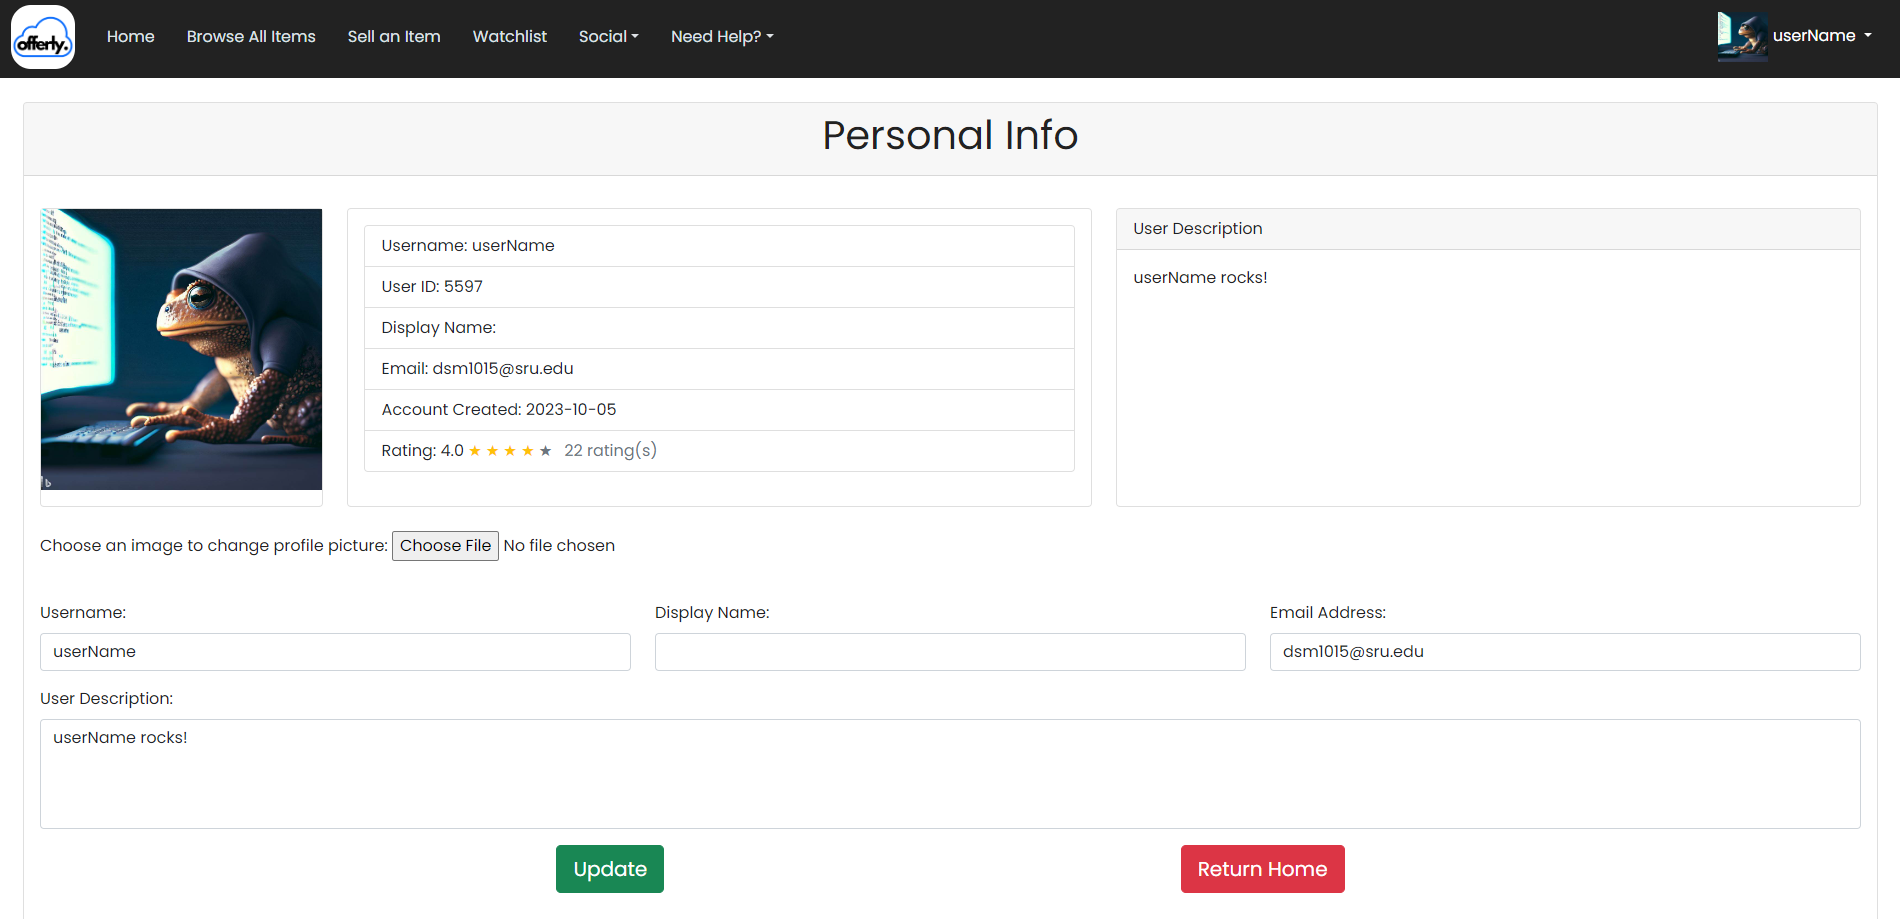 offerly.
Home Browse All Items Sell an Item Watchlist Social Need Help? userName
Personal Info
Username: userName
User ID: 5597
Display Name:
Email: dsm1015@sru.edu
Account Created: 2023-10-05
Rating: 4.0 ★ ★ ★ ★ ★ 22 rating(s)
User Description
userName rocks!
Choose an image to change profile picture: Choose File No file chosen
Username: Display Name: Email Address:
userName dsm1015@sru.edu
User Description:
userName rocks!
Update Return Home